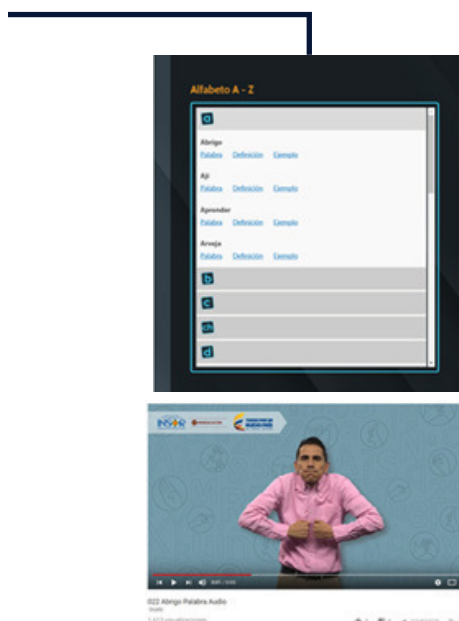 Alfabeto A - Z
a
Abrigo
Palabra Definición Ejemplo
Ají
Palabra Definición Ejemplo
Aprender
Palabra Definición Ejemplo
Arveja
Palabra Definición Ejemplo
b
c
ch
d
INSOR
022 Abrigo Palabra Audio